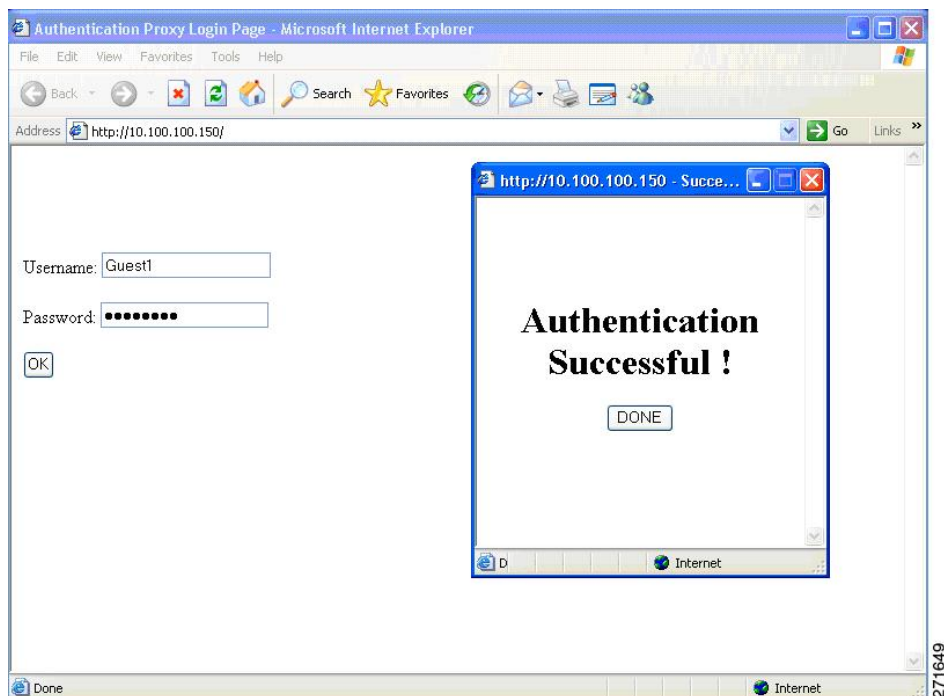 Authentication Proxy Login Page - Microsoft Internet Explorer
File Edit View Favorites Tools Help
Back Search Favorites
Address http://10.100.100.150/ Go Links »
http://10.100.100.150 - Succe...
Username: Guest1
Password: ••••••••
OK
Authentication
Successful !
DONE
D Internet
Done Internet
271649